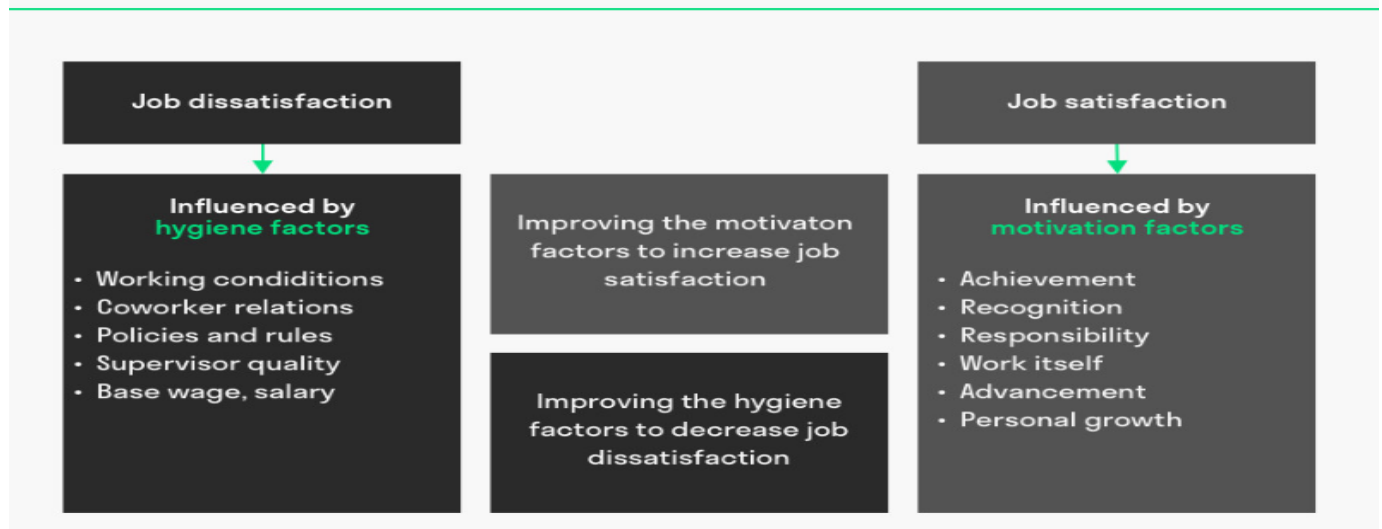 Job dissatisfaction
Job satisfaction
Influenced by
hygiene factors
• Working condiditions
• Coworker relations
• Policies and rules
• Supervisor quality
• Base wage, salary
Improving the motivaton
factors to increase job
satisfaction
Improving the hygiene
factors to decrease job
dissatisfaction
Influenced by
motivation factors
• Achievement
• Recognition
• Responsibility
• Work itself
• Advancement
• Personal growth